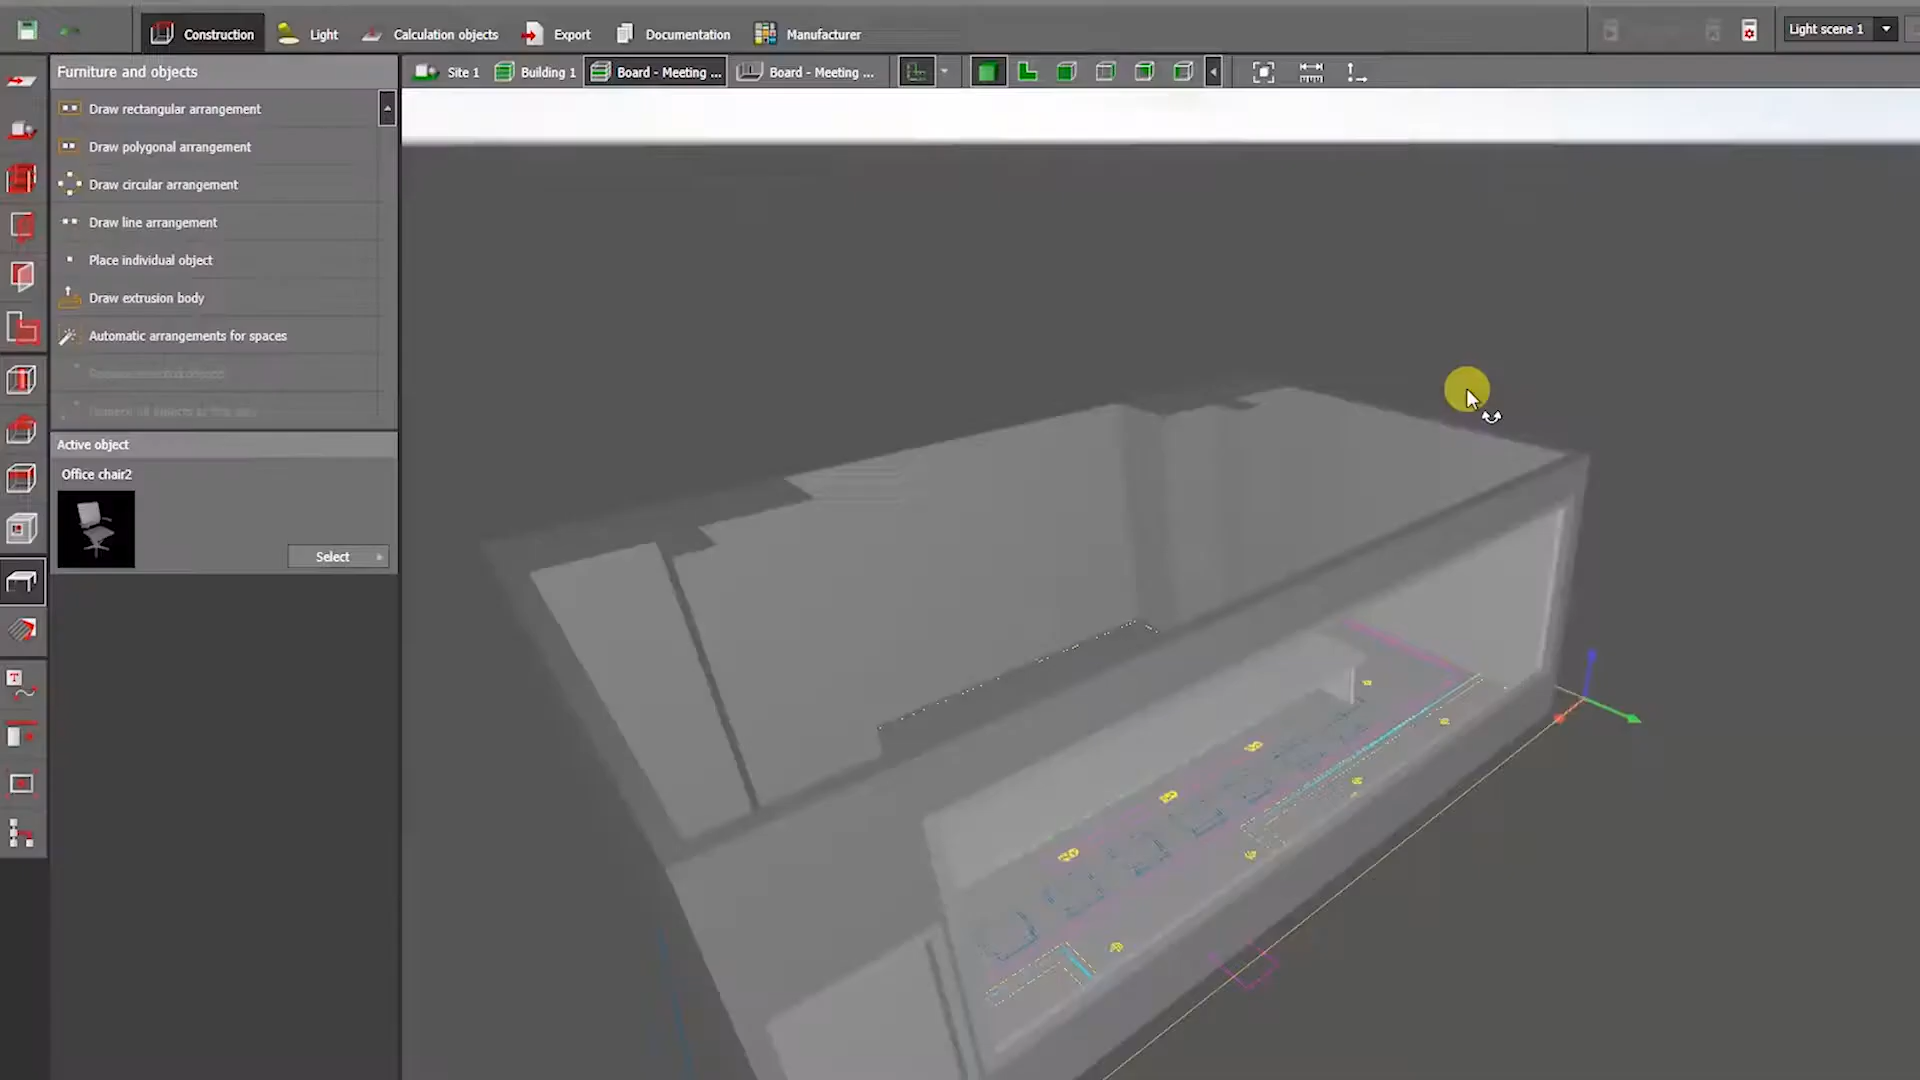 Construction
Light
Calculation objects
Export
Documentation
Manufacturer
Light scene 1
Furniture and objects
Site 1
Building 1
Board - Meeting ...
Board - Meeting ...
Draw rectangular arrangement
Draw polygonal arrangement
Draw circular arrangement
Draw line arrangement
Place individual object
Draw extrusion body
Automatic arrangements for spaces
Active object
Office chair2
Select